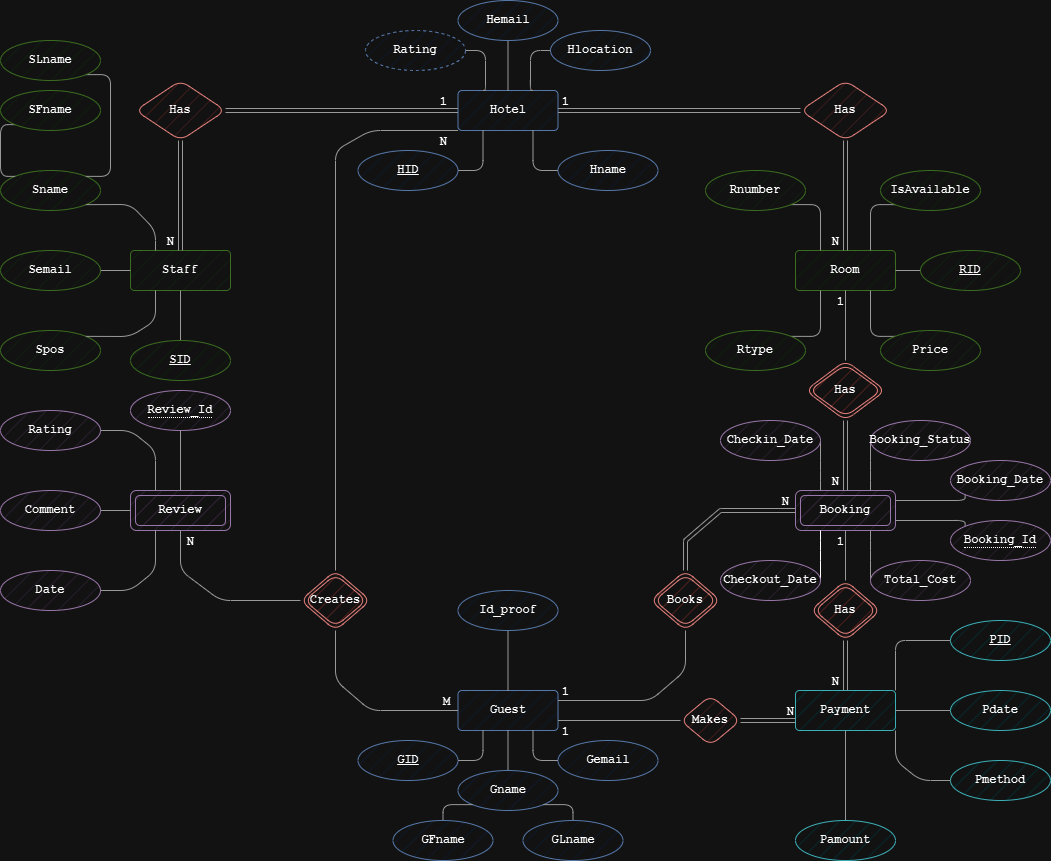 Hemail
Rating
Hlocation
SLname
SFname
Has
1
Hotel
1
Has
N
HID
Hname
Sname
Rnumber
IsAvailable
N
N
Semail
Staff
Room
RID
1
Spos
SID
Rtype
Price
Has
Review_Id
Rating
Checkin_Date
Booking_Status
Booking_Date
N
N
Comment
Review
Booking
N
1
Booking_Id
Date
Checkout_Date
Total_Cost
Creates
Books
Id_proof
Has
PID
N
1
M
Guest
N
Payment
Pdate
Makes
1
GID
Gemail
Gname
Pmethod
GFname
GLname
Pamount